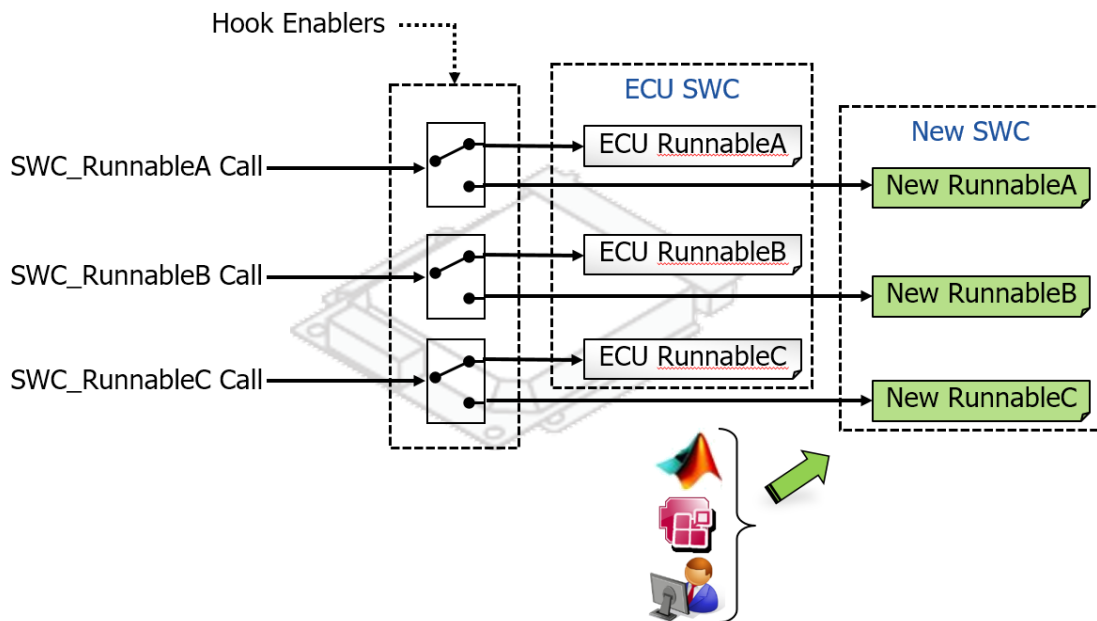 Hook Enablers
ECU SWC
New SWC
SWC_RunnableA Call
ECU RunnableA
New RunnableA
SWC_RunnableB Call
ECU RunnableB
New RunnableB
SWC_RunnableC Call
ECU RunnableC
New RunnableC